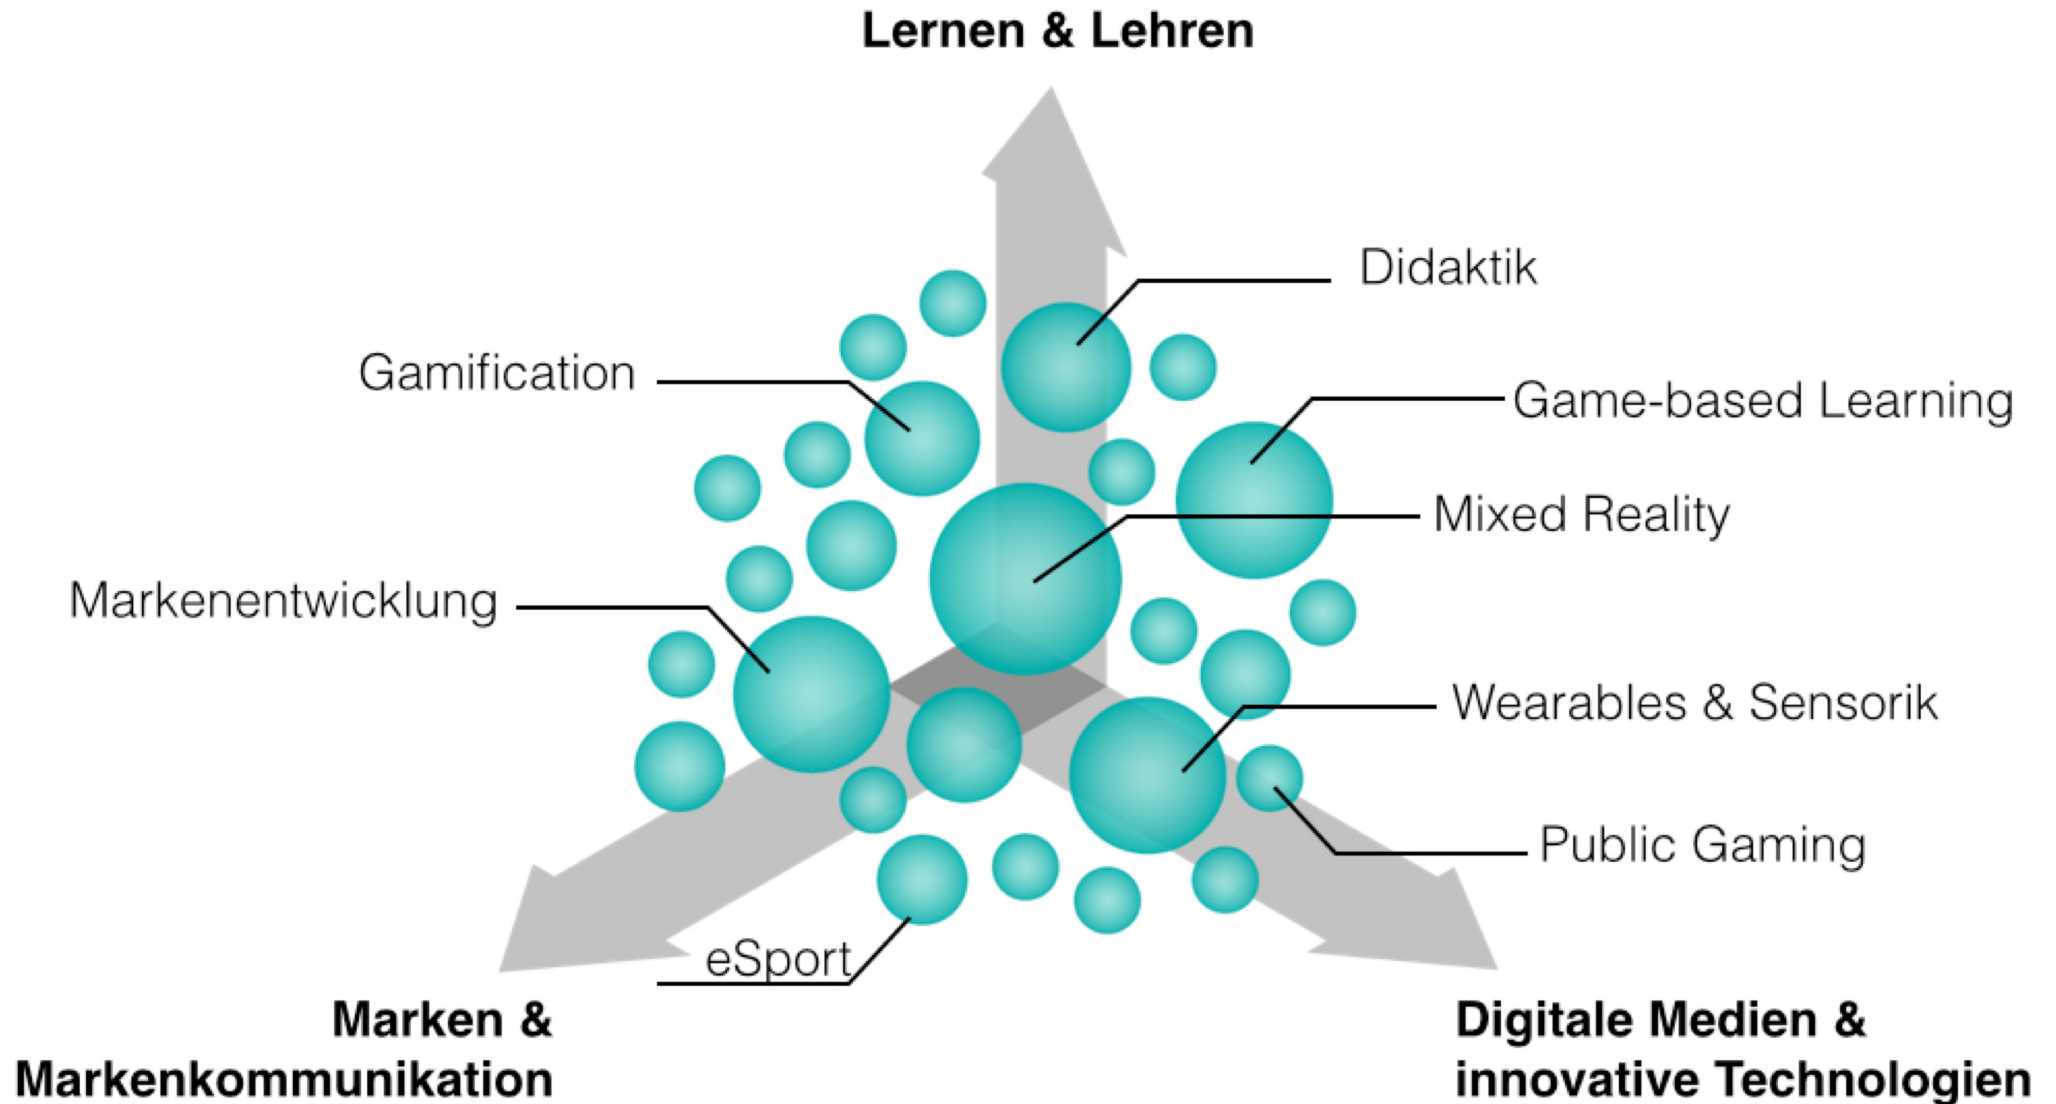 Lernen & Lehren
Didaktik
Gamification
Game-based Learning
Mixed Reality
Markenentwicklung
Wearables & Sensorik
Public Gaming
eSport
Marken &
Markenkommunikation
Digitale Medien &
innovative Technologien